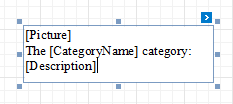 [Picture]
The [CategoryName] category:
[Description]